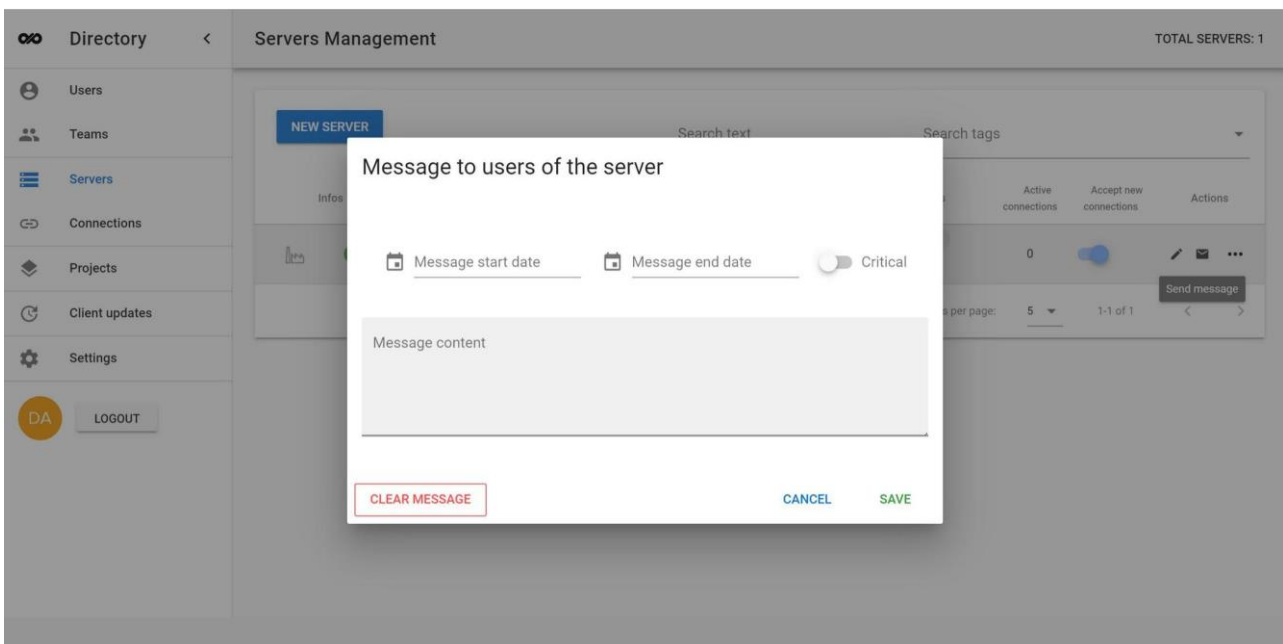 Directory
Servers Management
TOTAL SERVERS: 1
Users
Teams
Servers
Connections
Projects
Client updates
Settings
DA
LOGOUT
NEW SERVER
Search text
Search tags
Infos
Active connections
Accept new connections
Actions
0
Send message
per page:
5
1-1 of 1
Message to users of the server
Message start date
Message end date
Critical
Message content
CLEAR MESSAGE
CANCEL
SAVE